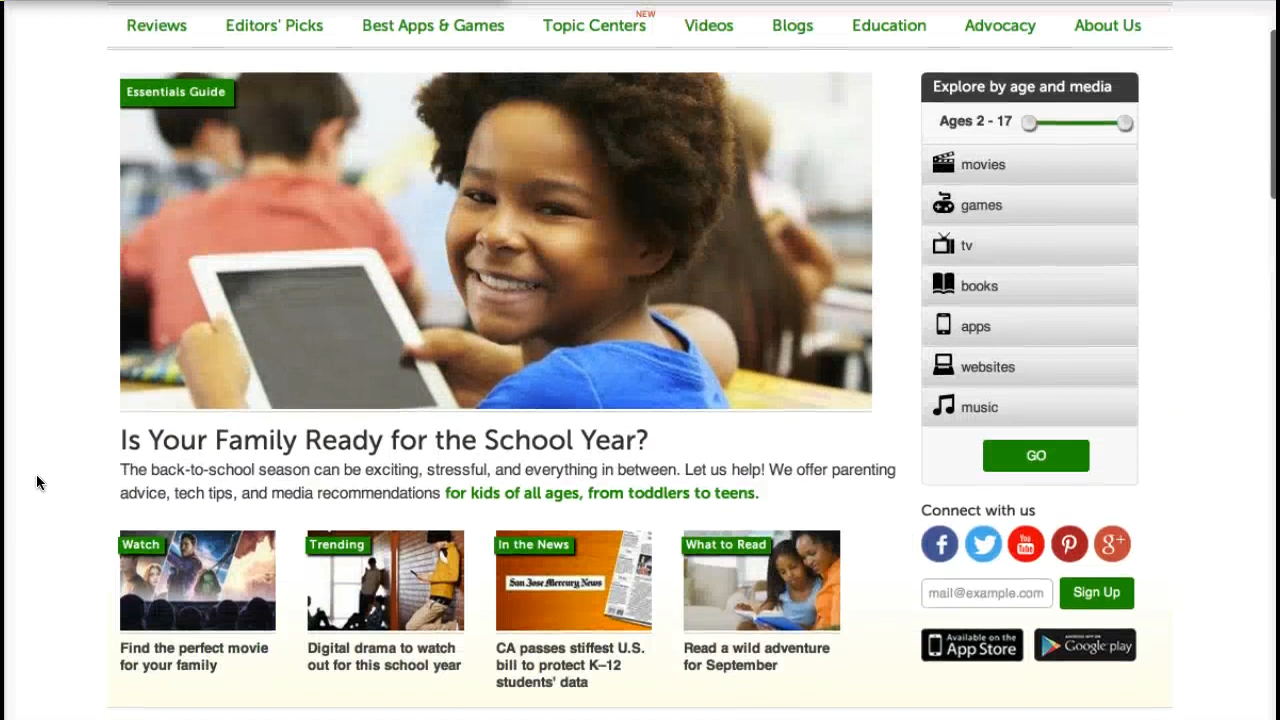 NEW
Reviews Editors' Picks Best Apps & Games Topic Centers Videos Blogs Education Advocacy About Us
Essentials Guide
Explore by age and media
Ages 2 - 17
movies
games
tv
books
apps
websites
music
GO
Is Your Family Ready for the School Year?
The back-to-school season can be exciting, stressful, and everything in between. Let us help! We offer parenting
advice, tech tips, and media recommendations for kids of all ages, from toddlers to teens.
Connect with us
f
You
Tube
g+
mail@example.com
Sign Up
Available on the
App Store
ANDROID APP ON
Google play
Watch
Find the perfect movie
for your family
Trending
Digital drama to watch
out for this school year
In the News
San Jose Mercury News
CA passes stiffest U.S.
bill to protect K–12
students' data
What to Read
Read a wild adventure
for September